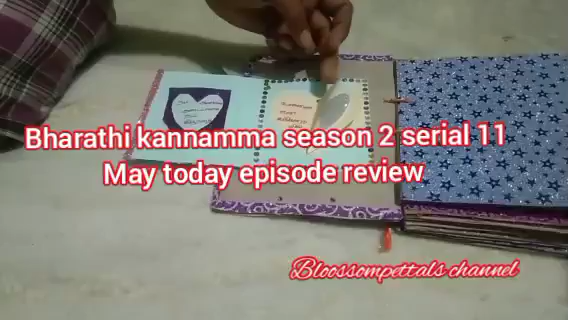 Bharathi kannamma season 2 serial 11
May today episode review
Bloossompettals channel